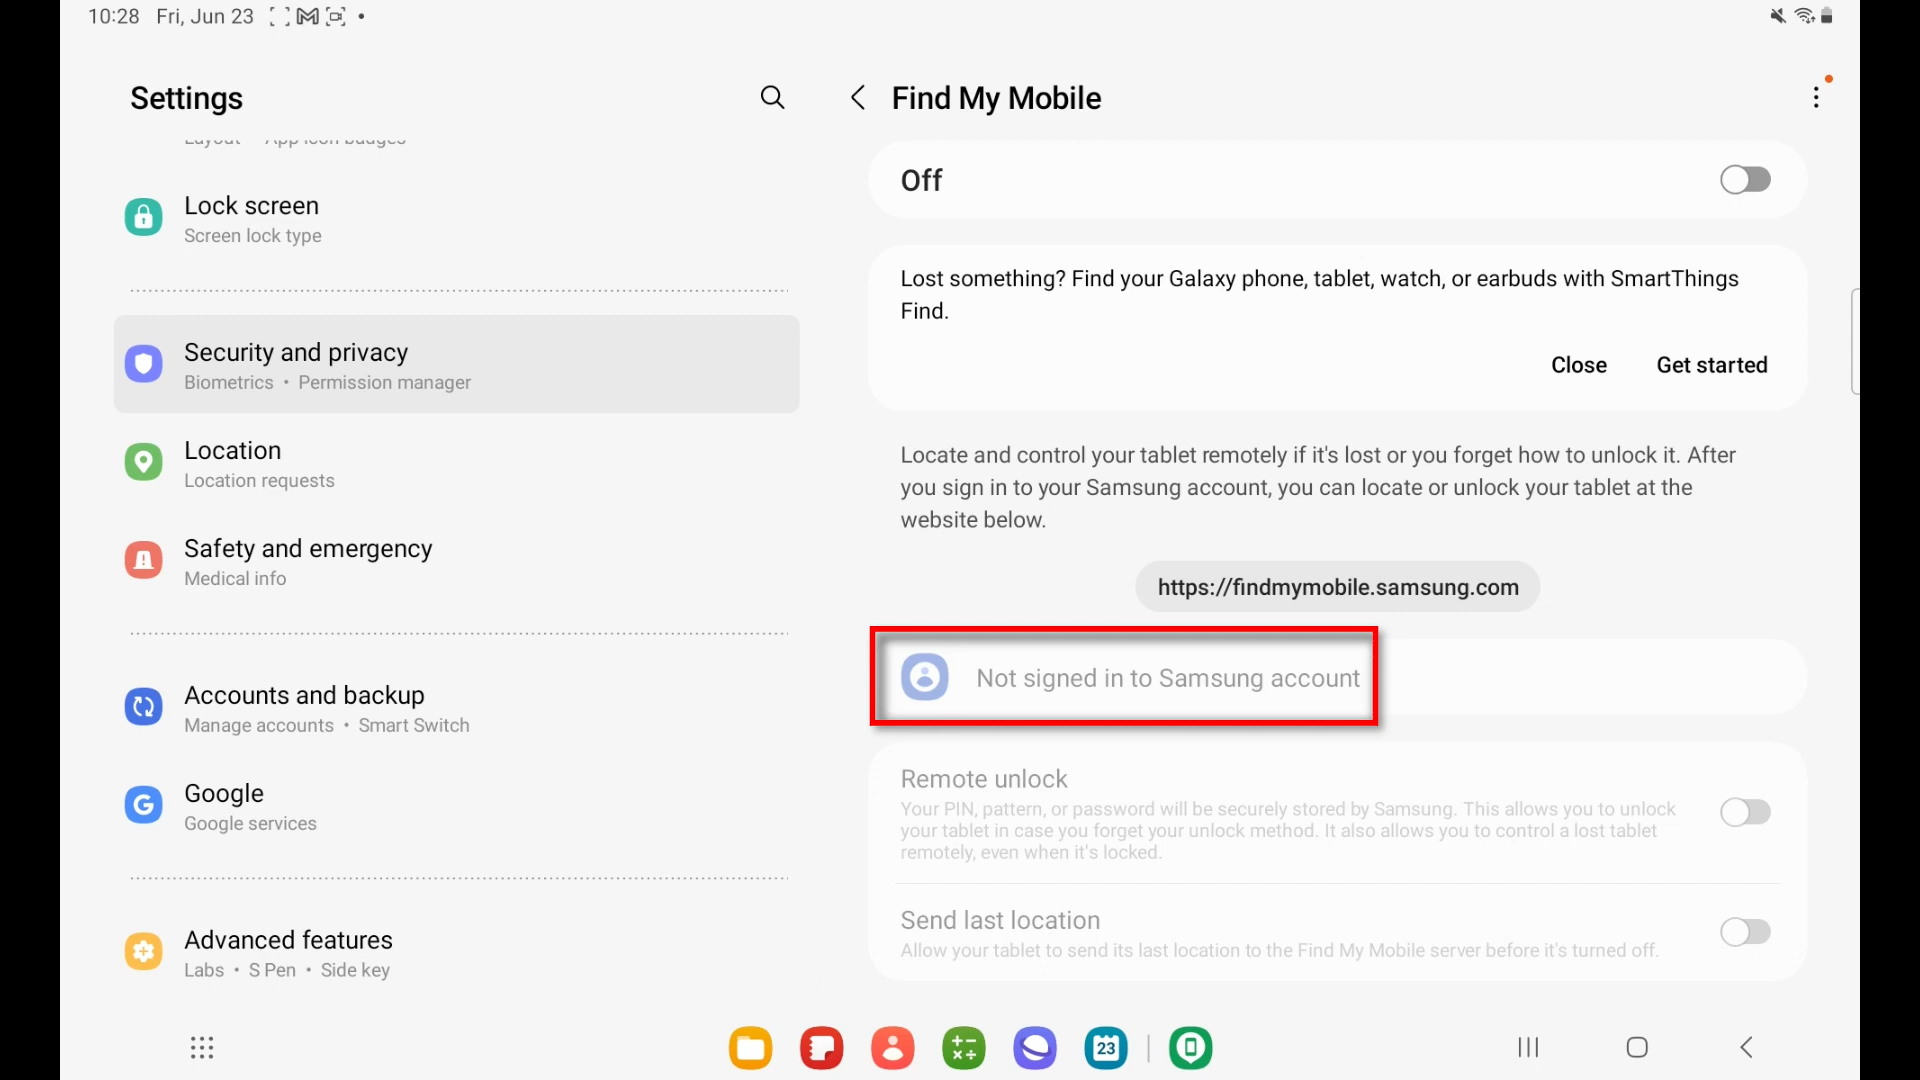 10:28 Fri, Jun 23
Settings
Layout App icon badges
Lock screen
Screen lock type
Security and privacy
Biometrics • Permission manager
Location
Location requests
Safety and emergency
Medical info
Accounts and backup
Manage accounts • Smart Switch
Google
Google services
Advanced features
Labs • S Pen • Side key
Find My Mobile
Off
Lost something? Find your Galaxy phone, tablet, watch, or earbuds with SmartThings
Find.
Close Get started
Locate and control your tablet remotely if it's lost or you forget how to unlock it. After
you sign in to your Samsung account, you can locate or unlock your tablet at the
website below.
https://findmymobile.samsung.com
Not signed in to Samsung account
Remote unlock
Your PIN, pattern, or password will be securely stored by Samsung. This allows you to unlock
your tablet in case you forget your unlock method. It also allows you to control a lost tablet
remotely, even when it's locked.
Send last location
Allow your tablet to send its last location to the Find My Mobile server before it's turned off.
23